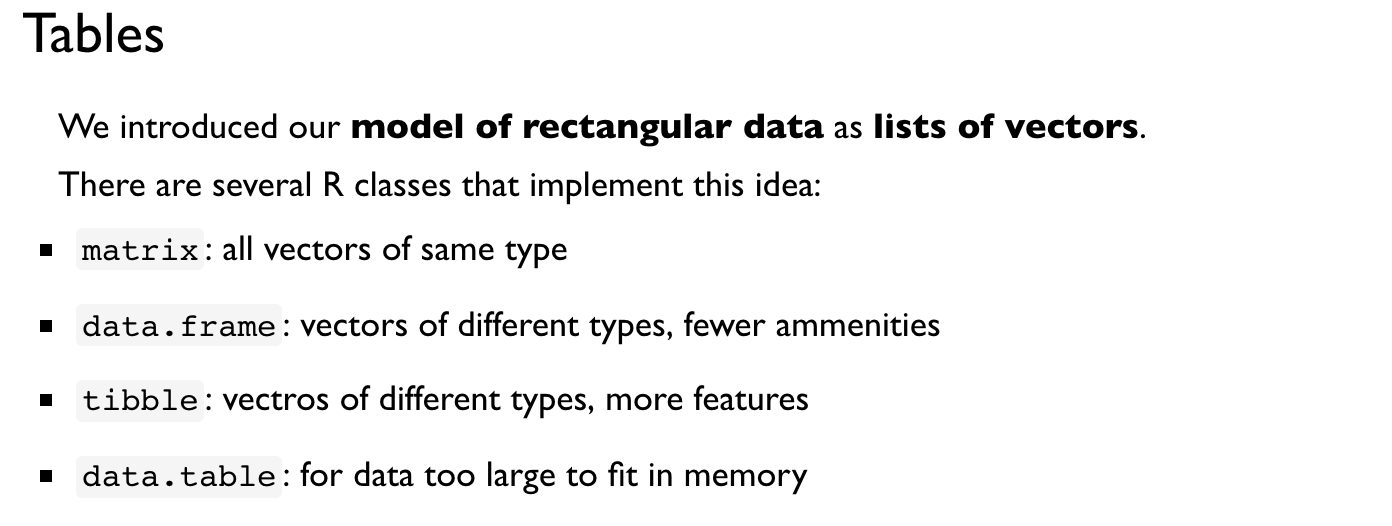 Tables
We introduced our model of rectangular data as lists of vectors.
There are several R classes that implement this idea:
▪ matrix: all vectors of same type
▪ data.frame: vectors of different types, fewer ammenities
▪ tibble: vectros of different types, more features
▪ data.table: for data too large to fit in memory